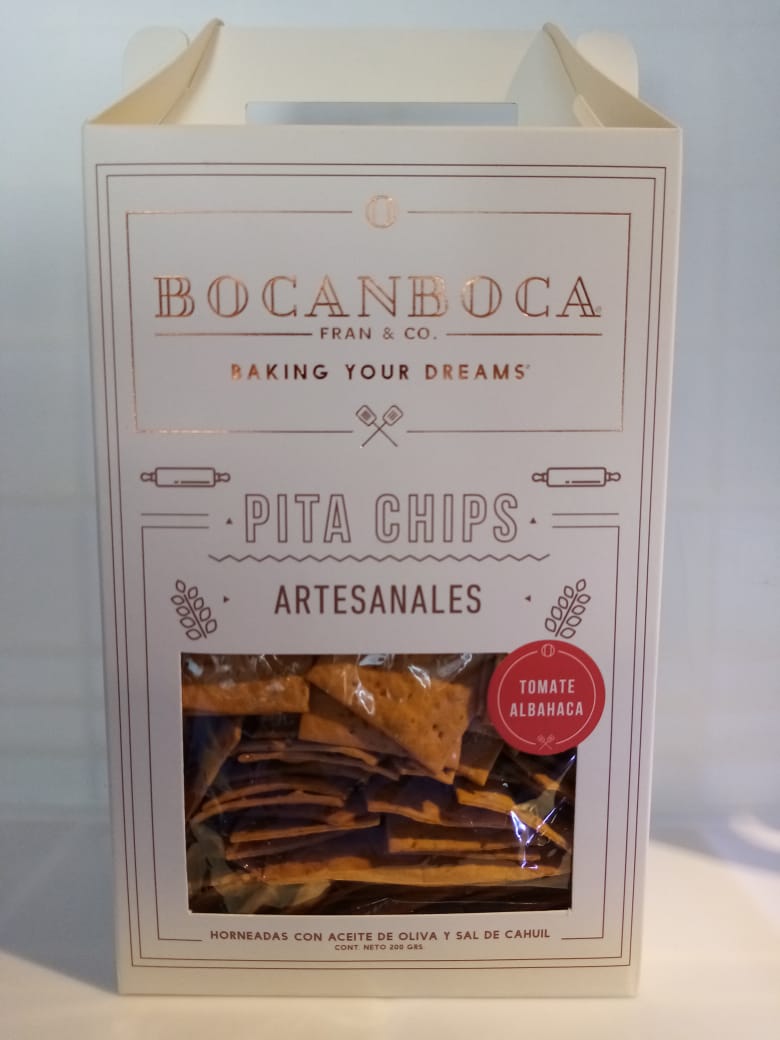 BOCANBOCA
FRAN & CO.
BAKING YOUR DREAMS
PITA CHIPS
ARTESANALES
TOMATE
ALBAHACA
HORNEADAS CON ACEITE DE OLIVA Y SAL DE CAHUIL
CONT. NETO 200 GRS.